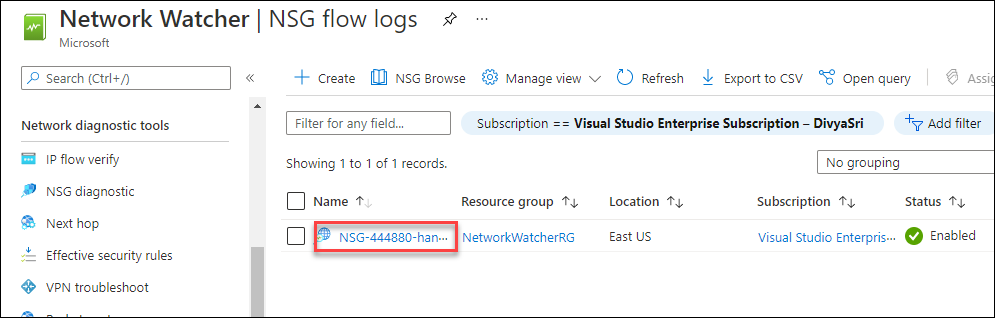 Network Watcher | NSG flow logs
Microsoft
Search (Ctrl+/)
Create
NSG Browse
Manage view
Refresh
Export to CSV
Open query
Assig
Network diagnostic tools
IP flow verify
NSG diagnostic
Next hop
Effective security rules
VPN troubleshoot
Filter for any field...
Subscription == Visual Studio Enterprise Subscription – DivyaSri
Add filter
Showing 1 to 1 of 1 records.
No grouping
Name Resource group Location Subscription Status
NSG-444880-han... NetworkWatcherRG East US Visual Studio Enterpris... Enabled